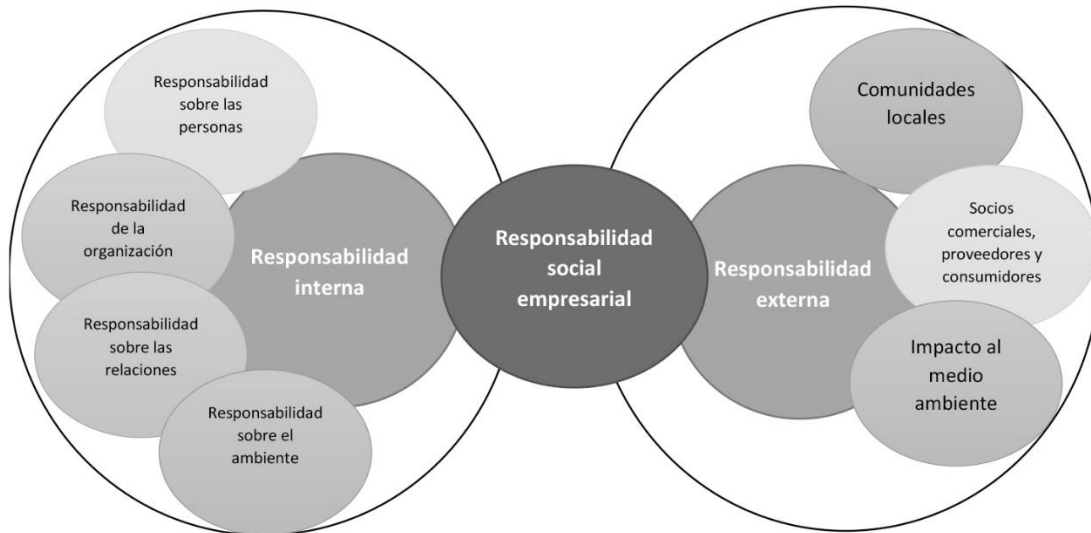 Responsabilidad
sobre las
personas
Responsabilidad
de la
organización
Responsabilidad
sobre las
relaciones
Responsabilidad
sobre el
ambiente
Responsabilidad
interna
Responsabilidad
social
empresarial
Responsabilidad
externa
Comunidades
locales
Socios
comerciales,
proveedores y
consumidores
Impacto al
medio
ambiente